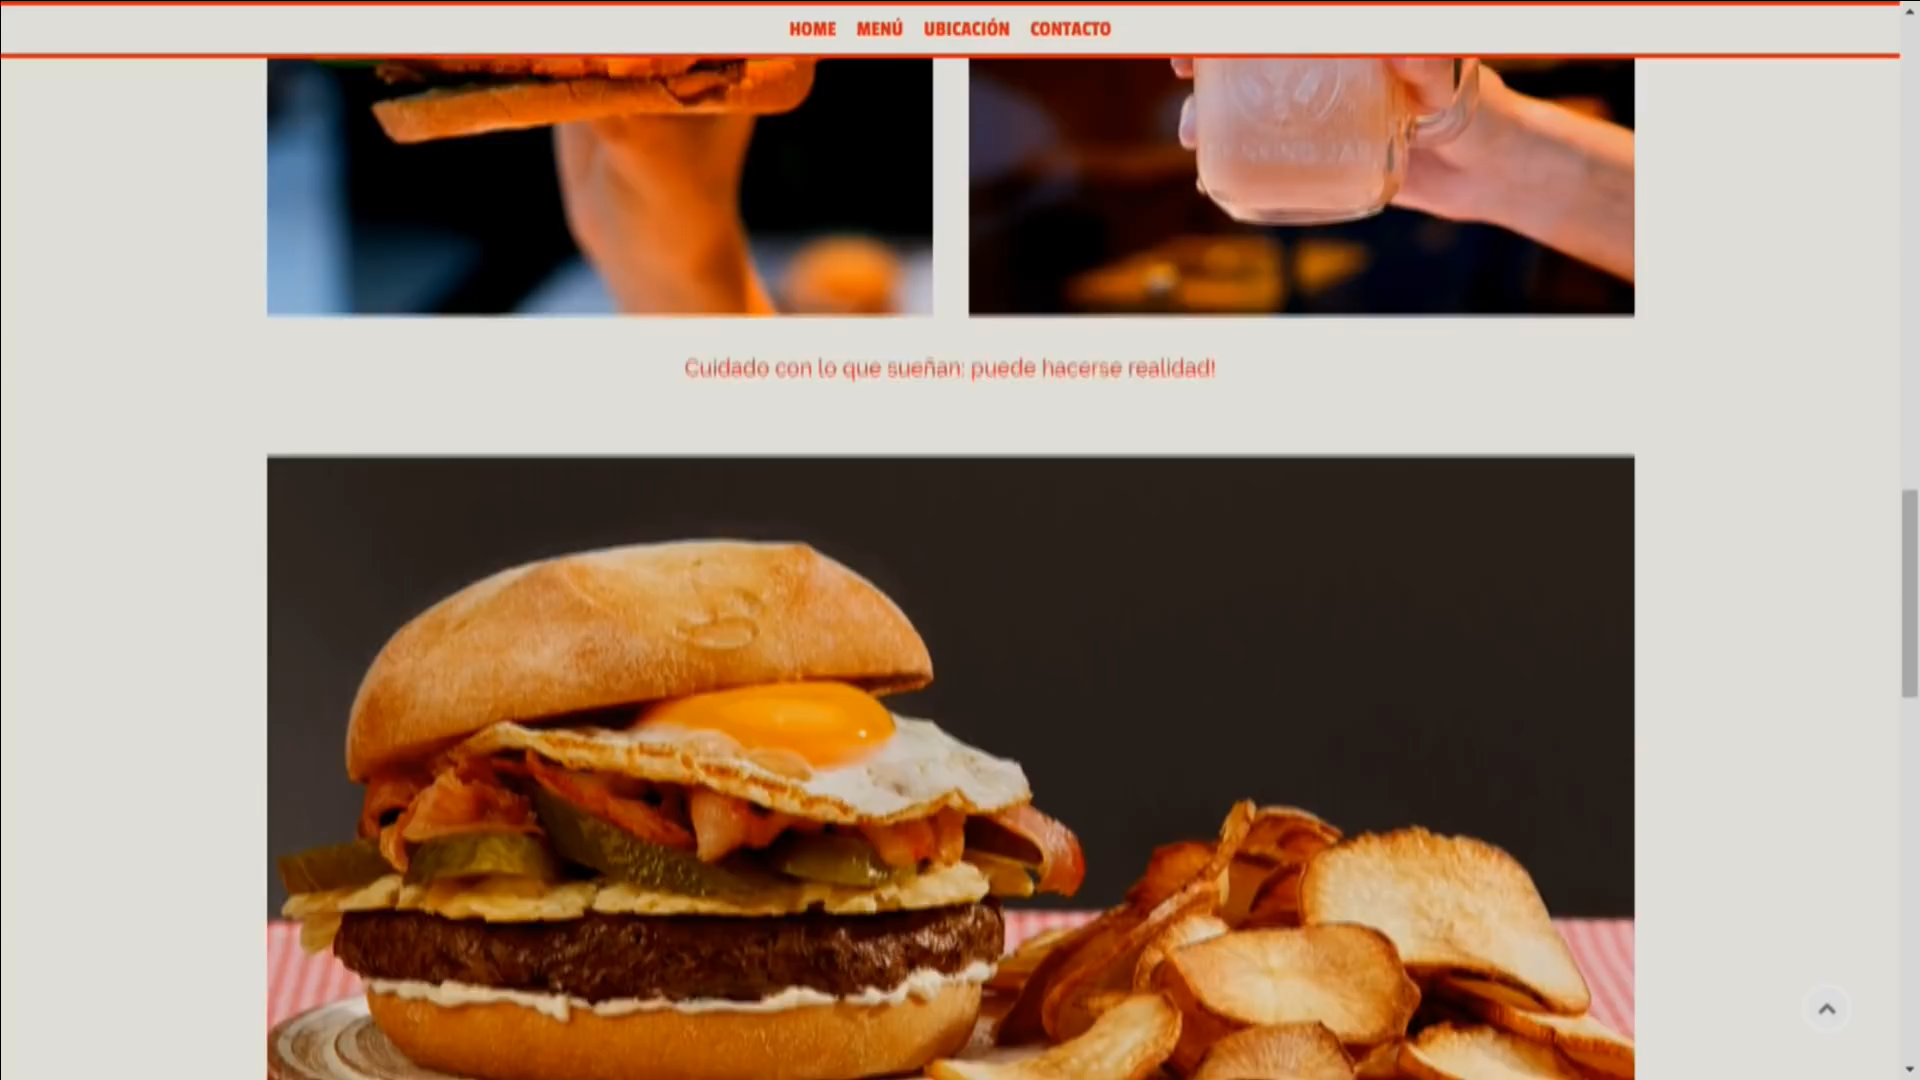 HOME MENÚ UBICACIÓN CONTACTO
Cuidado con lo que sueñan: puede hacerse realidad!